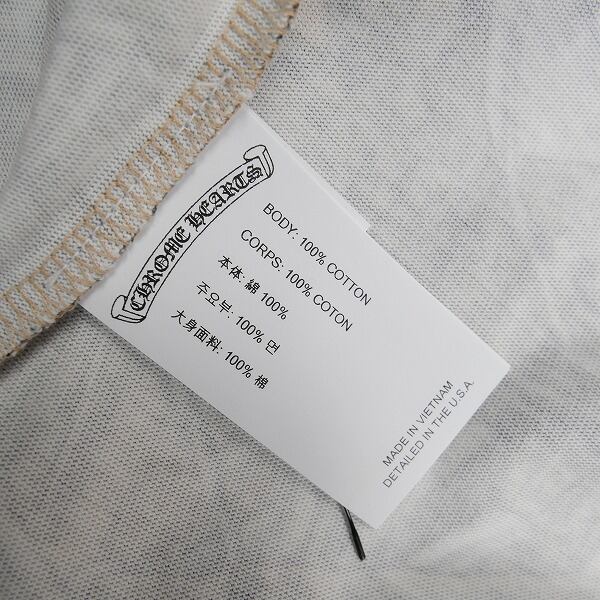 CHROME HEARTS
BODY: 100% COTTON
CORPS: 100% COTON
本体: 綿 100%
주오부: 100% 면
大身面料: 100% 棉
MADE IN VIETNAM
DETAILED IN THE U.S.A.